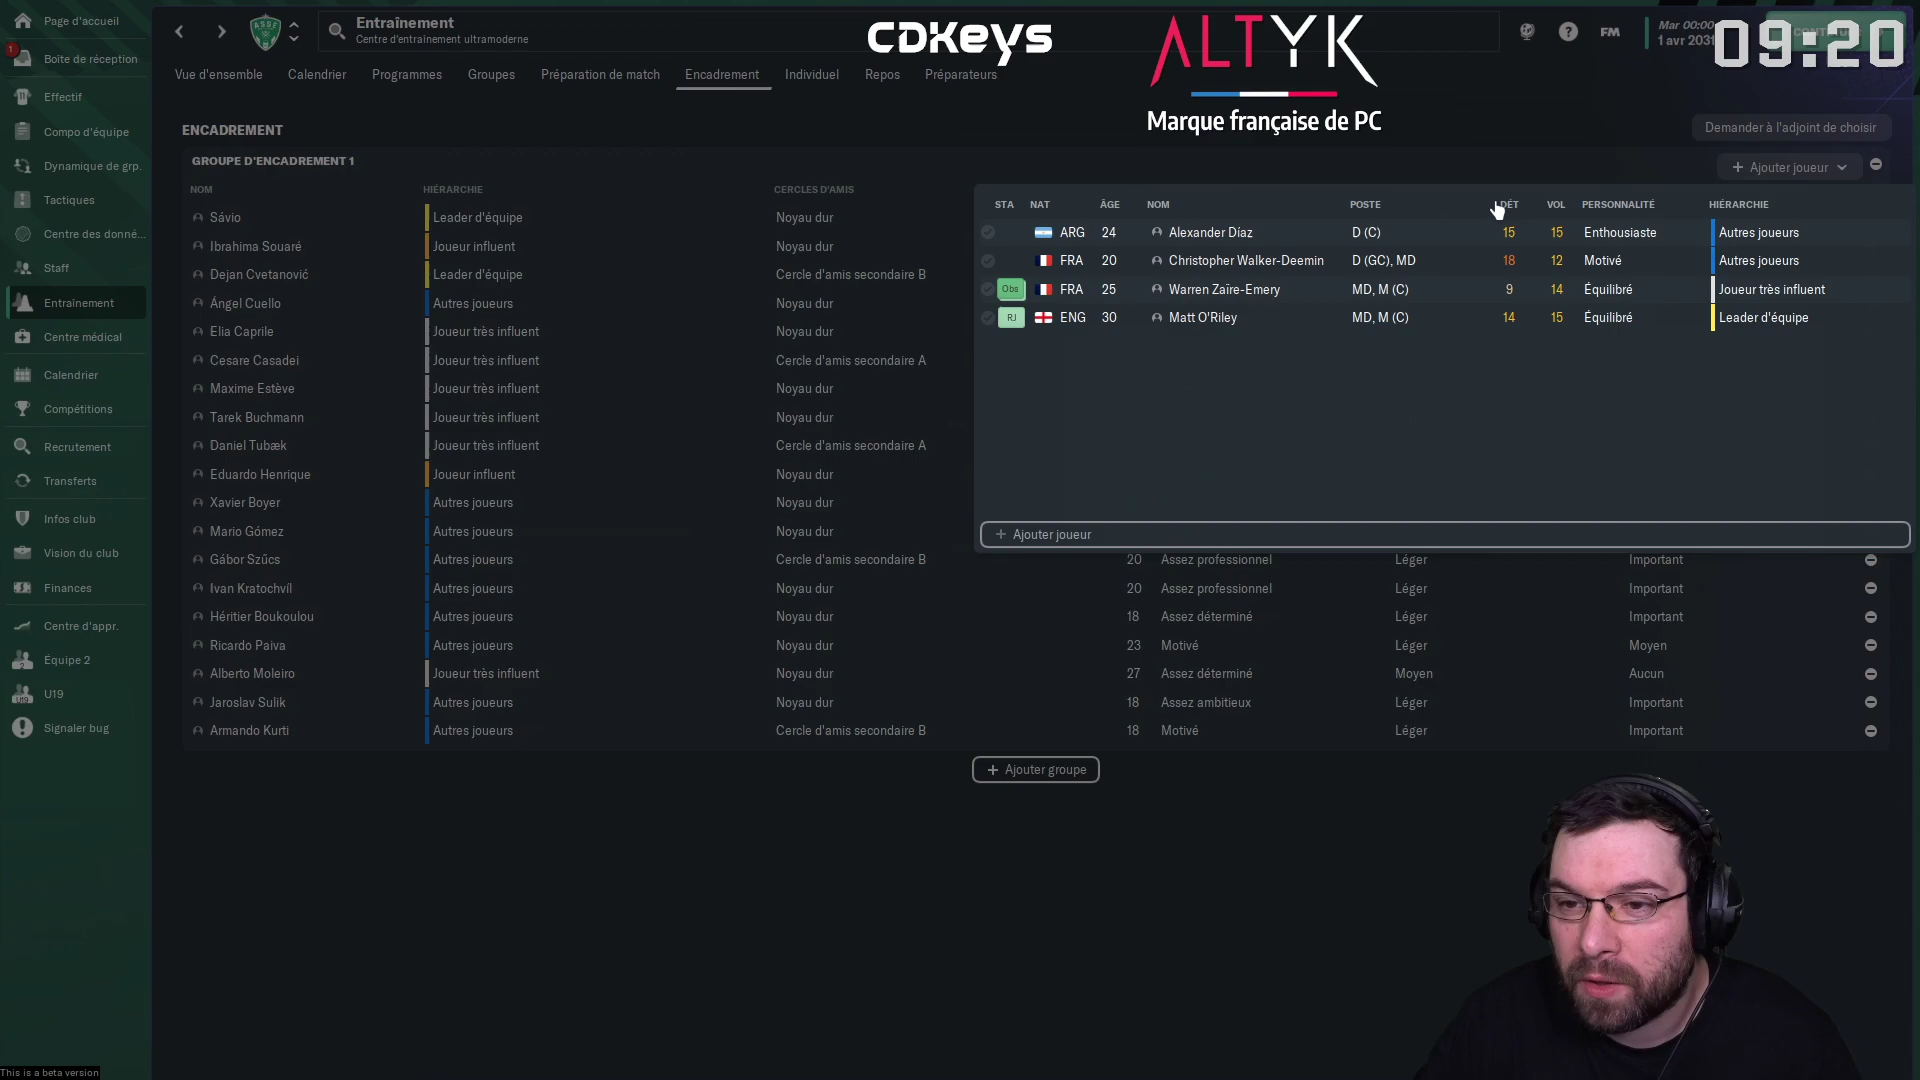 Page d'accueil
1
Boîte de réception
Effectif
Compo d'équipe
Dynamique de grp.
Tactiques
Centre des donné...
Staff
Entraînement
Centre médical
Calendrier
Compétitions
Recrutement
Transferts
Infos club
Vision du club
Finances
Centre d'appr.
Équipe 2
U19
Signaler bug
This is a beta version
Entraînement
Centre d'entraînement ultramoderne
CDKeys
ALTYK
Marque française de PC
FM
Mar 00:00
1 avr 2031
09:20
Vue d'ensemble Calendrier Programmes Groupes Préparation de match Encadrement Individuel Repos Préparateurs
ENCADREMENT
Demander à l'adjoint de choisir
GROUPE D'ENCADREMENT 1
Ajouter joueur
NOM HIÉRARCHIE CERCLES D'AMIS
Sávio Leader d'équipe Noyau dur
Ibrahima Souaré Joueur influent Noyau dur
Dejan Cvetanović Leader d'équipe Cercle d'amis secondaire B
Ángel Cuello Autres joueurs Noyau dur
Elia Caprile Joueur très influent Noyau dur
Cesare Casadei Joueur très influent Cercle d'amis secondaire A
Maxime Estève Joueur très influent Noyau dur
Tarek Buchmann Joueur très influent Noyau dur
Daniel Tubæk Joueur très influent Cercle d'amis secondaire A
Eduardo Henrique Joueur influent Noyau dur
Xavier Boyer Autres joueurs Noyau dur
Mario Gómez Autres joueurs Noyau dur
Gábor Szűcs Autres joueurs Cercle d'amis secondaire B 20 Assez professionnel Léger Important
Ivan Kratochvíl Autres joueurs Noyau dur 20 Assez professionnel Léger Important
Héritier Boukoulou Autres joueurs Noyau dur 18 Assez déterminé Léger Important
Ricardo Paiva Autres joueurs Noyau dur 23 Motivé Léger Moyen
Alberto Moleiro Joueur très influent Noyau dur 27 Assez déterminé Moyen Aucun
Jaroslav Sulik Autres joueurs Noyau dur 18 Assez ambitieux Léger Important
Armando Kurti Autres joueurs Cercle d'amis secondaire B 18 Motivé Léger Important
Ajouter groupe
STA NAT ÂGE NOM POSTE DÉT VOL PERSONNALITÉ HIÉRARCHIE
ARG 24 Alexander Díaz D (C) 15 15 Enthousiaste Autres joueurs
FRA 20 Christopher Walker-Deemin D (GC), MD 18 12 Motivé Autres joueurs
Obs FRA 25 Warren Zaïre-Emery MD, M (C) 9 14 Équilibré Joueur très influent
RJ ENG 30 Matt O'Riley MD, M (C) 14 15 Équilibré Leader d'équipe
Ajouter joueur